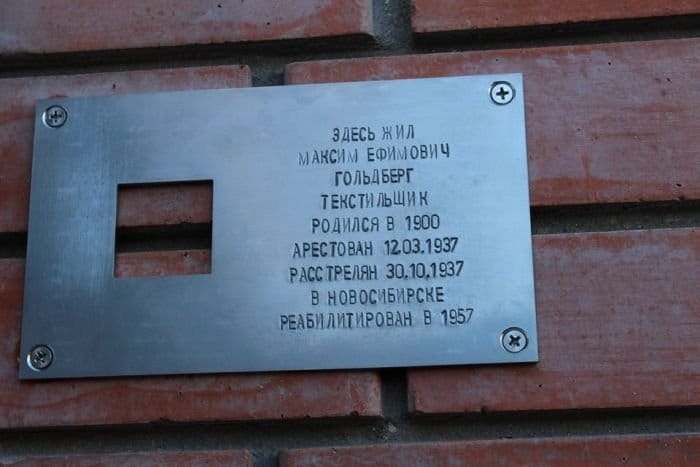 ЗДЕСЬ ЖИЛ
МАКСИМ ЕФИМОВИЧ
ГОЛЬДБЕРГ
ТЕКСТИЛЬЩИК
РОДИЛСЯ В 1900
АРЕСТОВАН 12.03.1937
РАССТРЕЛЯН 30.10.1937
В НОВОСИБИРСКЕ
РЕАБИЛИТИРОВАН В 1957